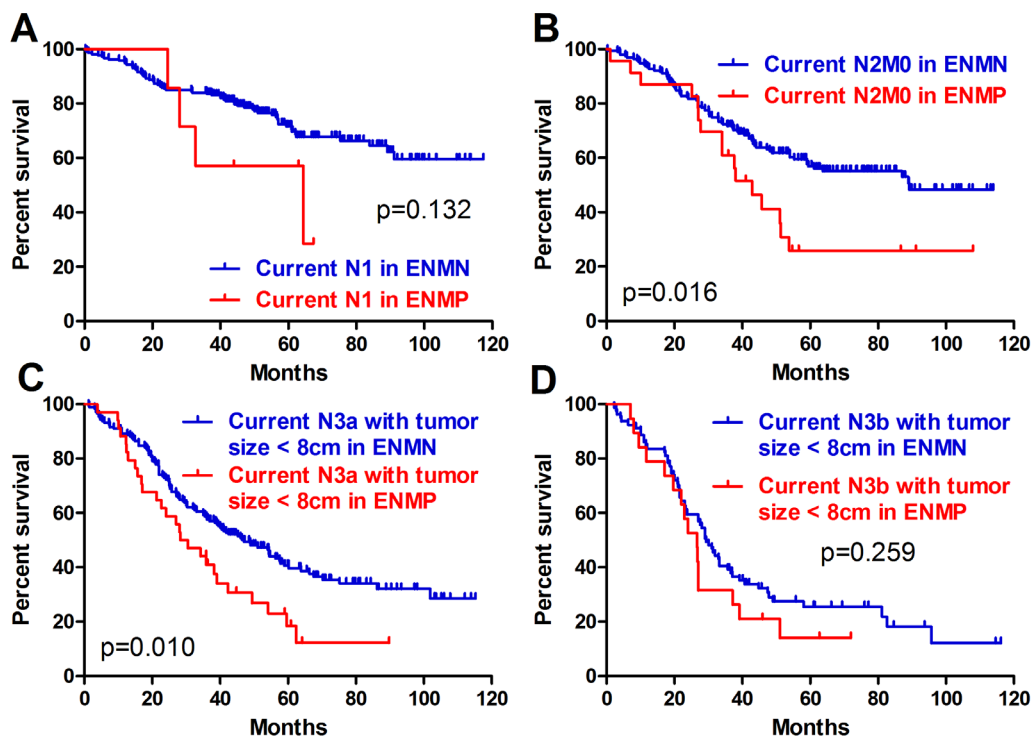 A
Percent survival
100
80
60
40
20
0
p=0.132
Current N1 in ENMN
Current N1 in ENMP
0 20 40 60 80 100 120
Months
B
Percent survival
100
80
60
40
20
0
Current N2M0 in ENMN
Current N2M0 in ENMP
p=0.016
0 20 40 60 80 100 120
Months
C
Percent survival
100
80
60
40
20
0
Current N3a with tumor
size < 8cm in ENMN
Current N3a with tumor
size < 8cm in ENMP
p=0.010
0 20 40 60 80 100 120
Months
D
Percent survival
100
80
60
40
20
0
Current N3b with tumor
size < 8cm in ENMN
Current N3b with tumor
size < 8cm in ENMP
p=0.259
0 20 40 60 80 100 120
Months